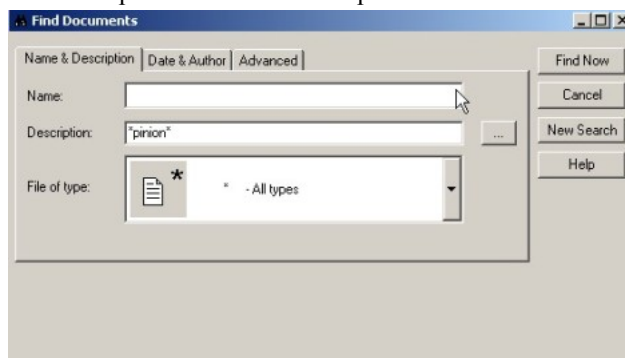 Find Documents
Name & Description Date & Author Advanced
Find Now
Name:
Cancel
Description: *pinion* ...
New Search
File of type: * * - All types
Help